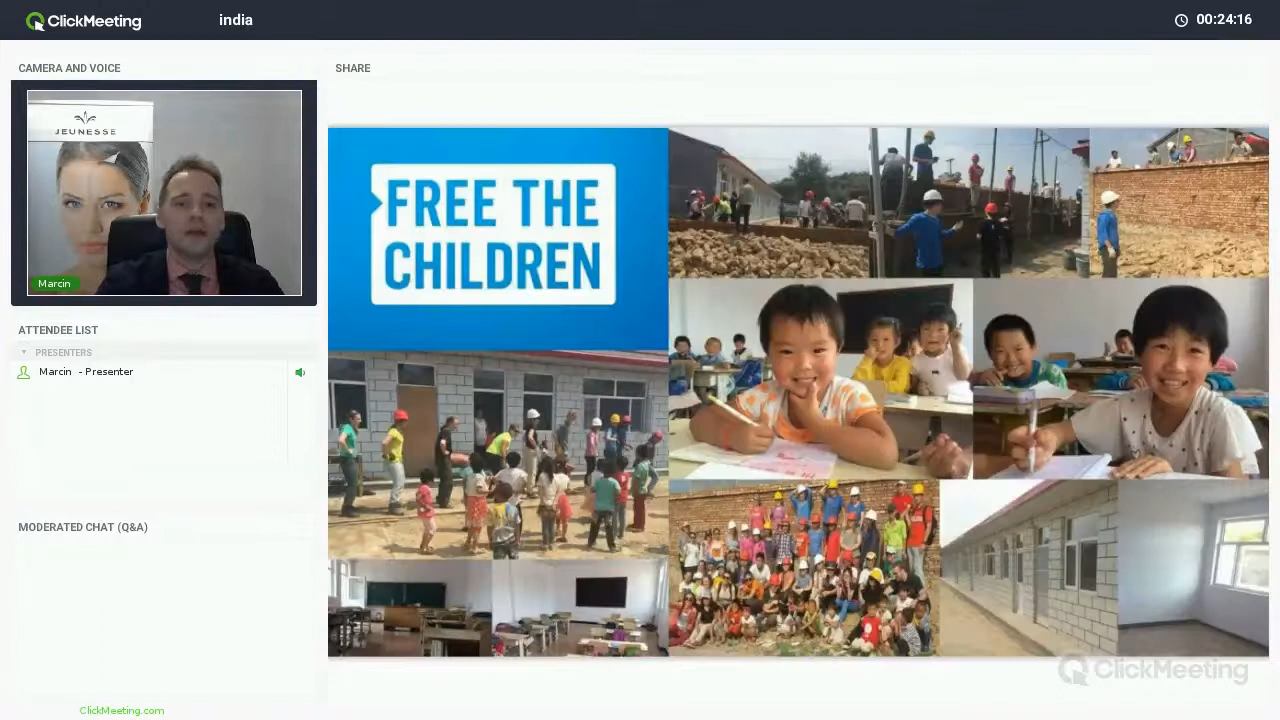 ClickMeeting
india
00:24:16
CAMERA AND VOICE
SHARE
JEUNESSE
Marcin
FREE THE
CHILDREN
ATTENDEE LIST
PRESENTERS
Marcin - Presenter
MODERATED CHAT (Q&A)
ClickMeeting
ClickMeeting.com